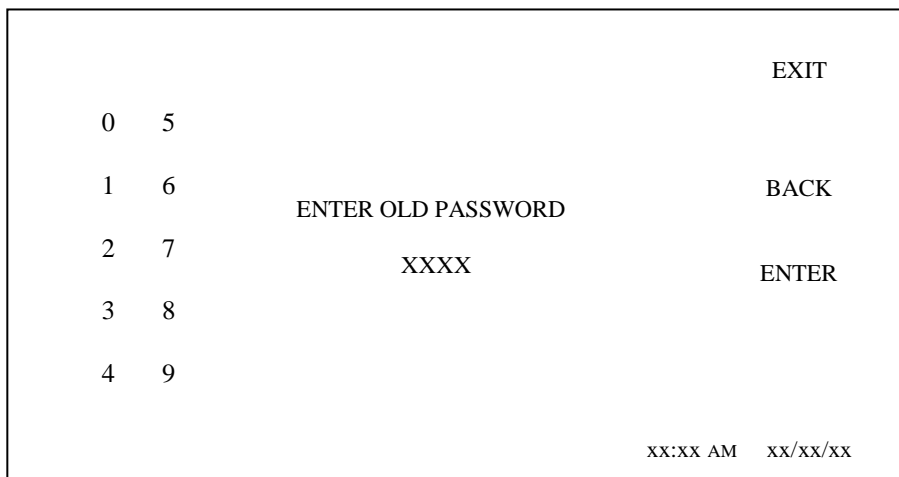 EXIT
0 5
1 6
BACK
ENTER OLD PASSWORD
2 7
XXXX
ENTER
3 8
4 9
xx:xx AM xx/xx/xx